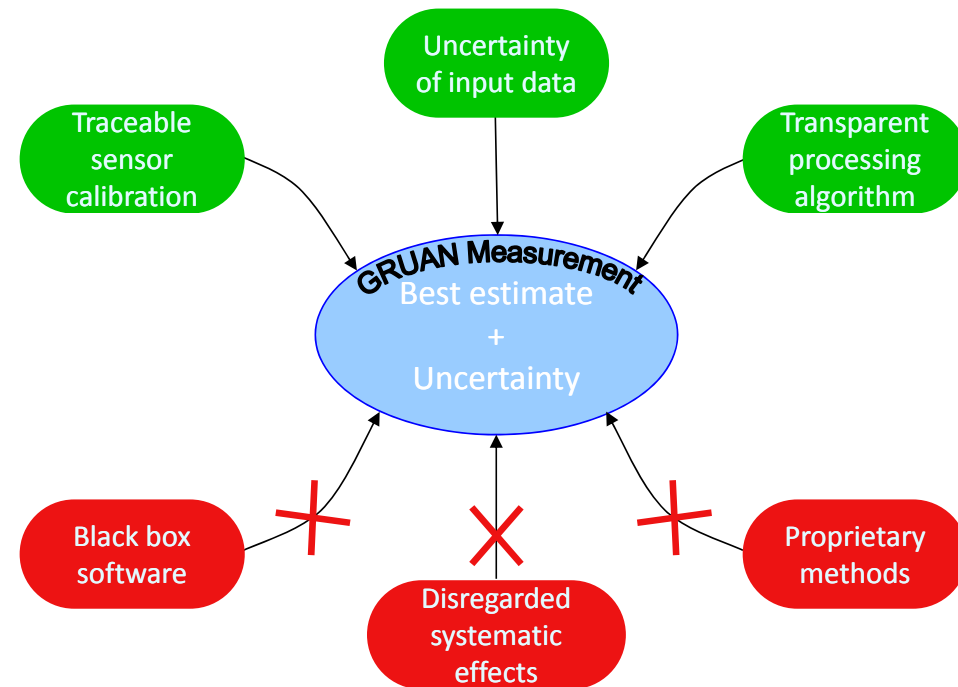 Uncertainty
of input data
Traceable
sensor
calibration
Transparent
processing
algorithm
GRUAN Measurement
Best estimate
+
Uncertainty
Black box
software
Disregarded
systematic
effects
Proprietary
methods